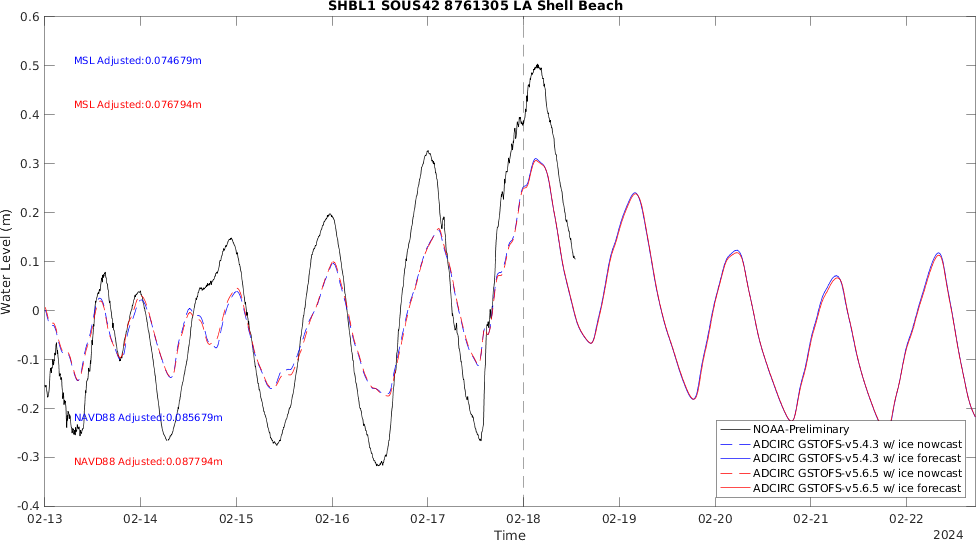 SHBL1 SOUS42 8761305 LA Shell Beach
0.6
0.5
0.4
0.3
0.2
0.1
0
-0.1
-0.2
-0.3
-0.4
Water Level (m)
MSL Adjusted:0.074679m
MSL Adjusted:0.076794m
NAVD88 Adjusted:0.085679m
NAVD88 Adjusted:0.087794m
NOAA-Preliminary
ADCIRC GSTOFS-v5.4.3 w/ ice nowcast
ADCIRC GSTOFS-v5.4.3 w/ ice forecast
ADCIRC GSTOFS-v5.6.5 w/ ice nowcast
ADCIRC GSTOFS-v5.6.5 w/ ice forecast
02-13 02-14 02-15 02-16 02-17 02-18 02-19 02-20 02-21 02-22
Time
2024